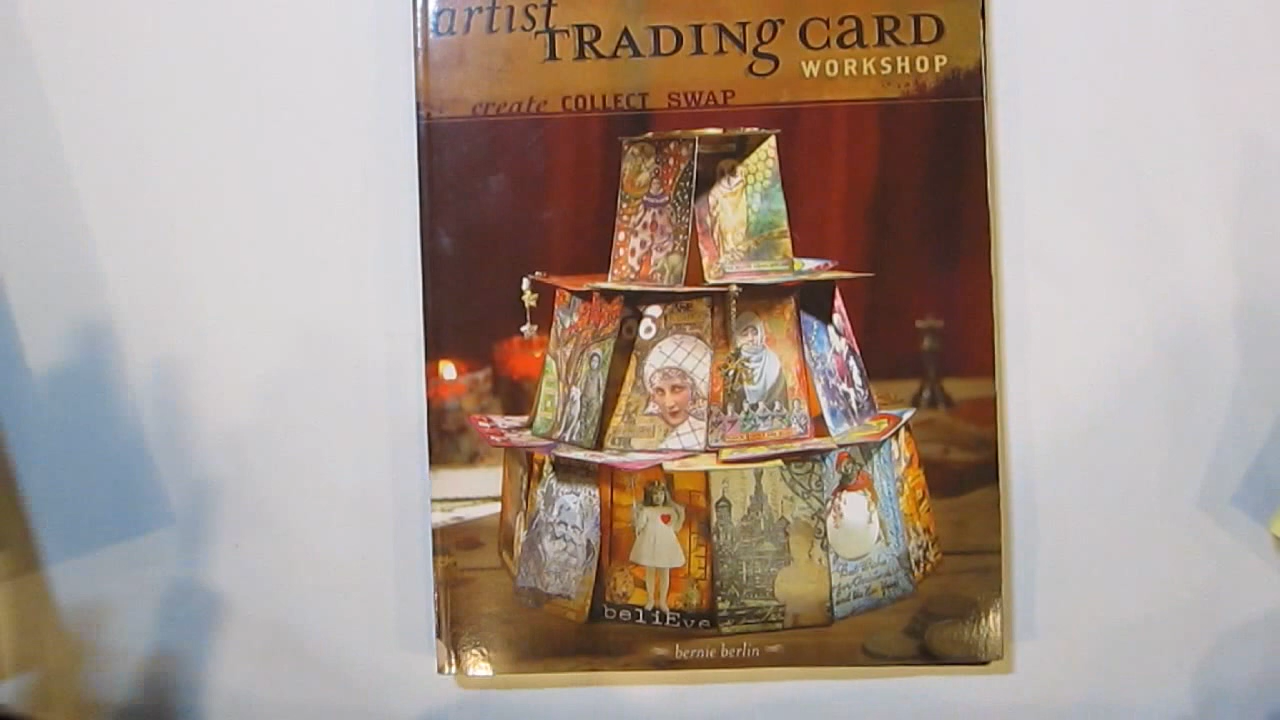 artist
TRADING CARD
WORKSHOP
create COLLECT SWAP
beliEve
bernie berlin